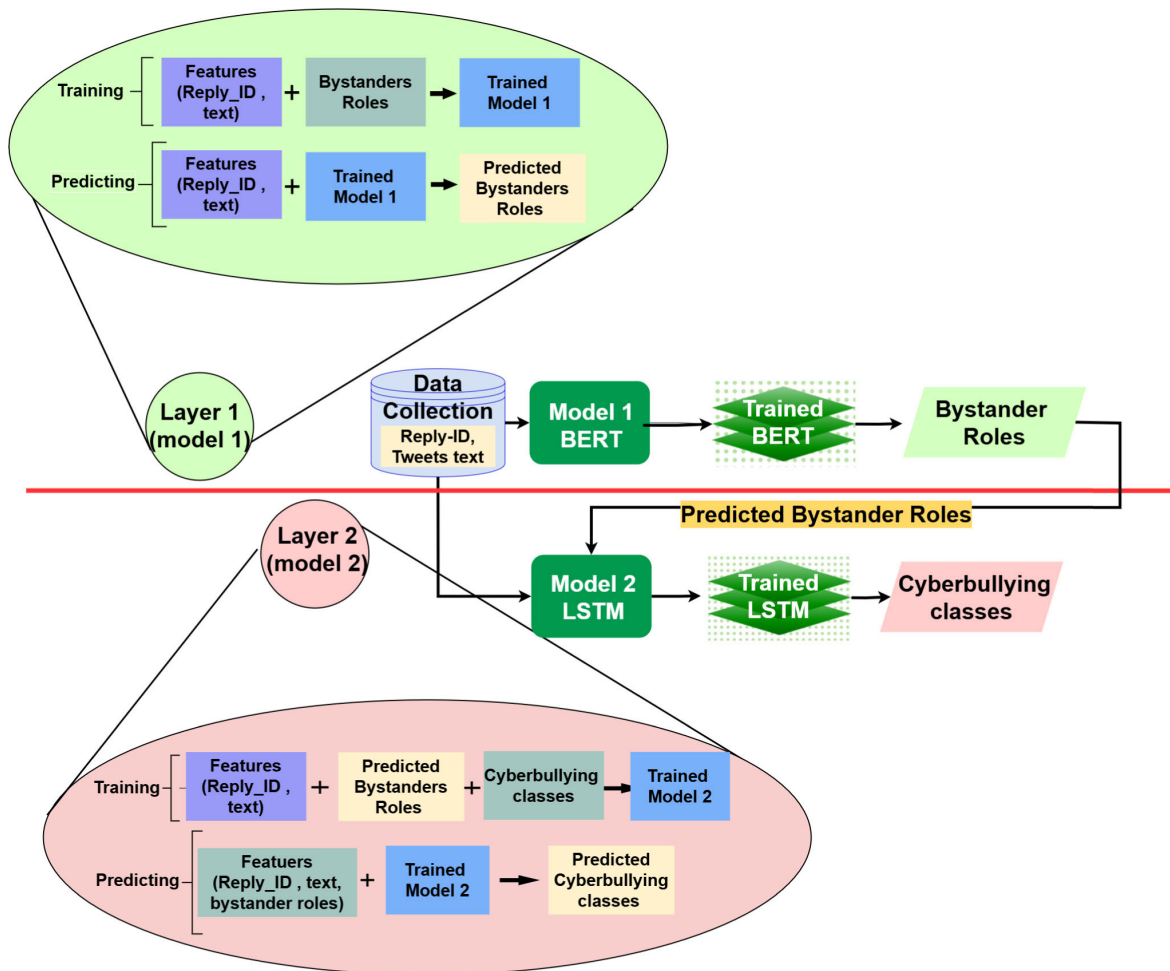 Training
Features
(Reply_ID ,
text)
+
Bystanders
Roles
Trained
Model 1
Predicting
Features
(Reply_ID ,
text)
+
Trained
Model 1
Predicted
Bystanders
Roles
Layer 1
(model 1)
Data
Collection
Reply-ID,
Tweets text
Model 1
BERT
Trained
BERT
Bystander
Roles
Predicted Bystander Roles
Layer 2
(model 2)
Model 2
LSTM
Trained
LSTM
Cyberbullying
classes
Training
Features
(Reply_ID ,
text)
+
Predicted
Bystanders
Roles
+
Cyberbullying
classes
Trained
Model 2
Predicting
Featuers
(Reply_ID , text,
bystander roles)
+
Trained
Model 2
Predicted
Cyberbullying
classes